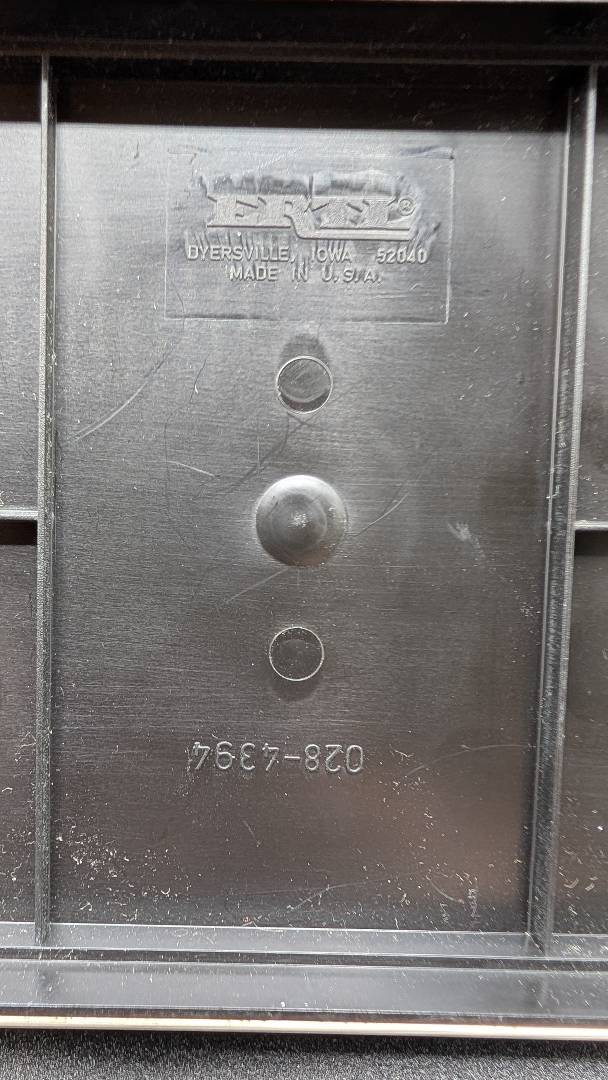 ERTL®
DYERSVILLE, IOWA 52040
MADE IN U.S.A.
028-4394